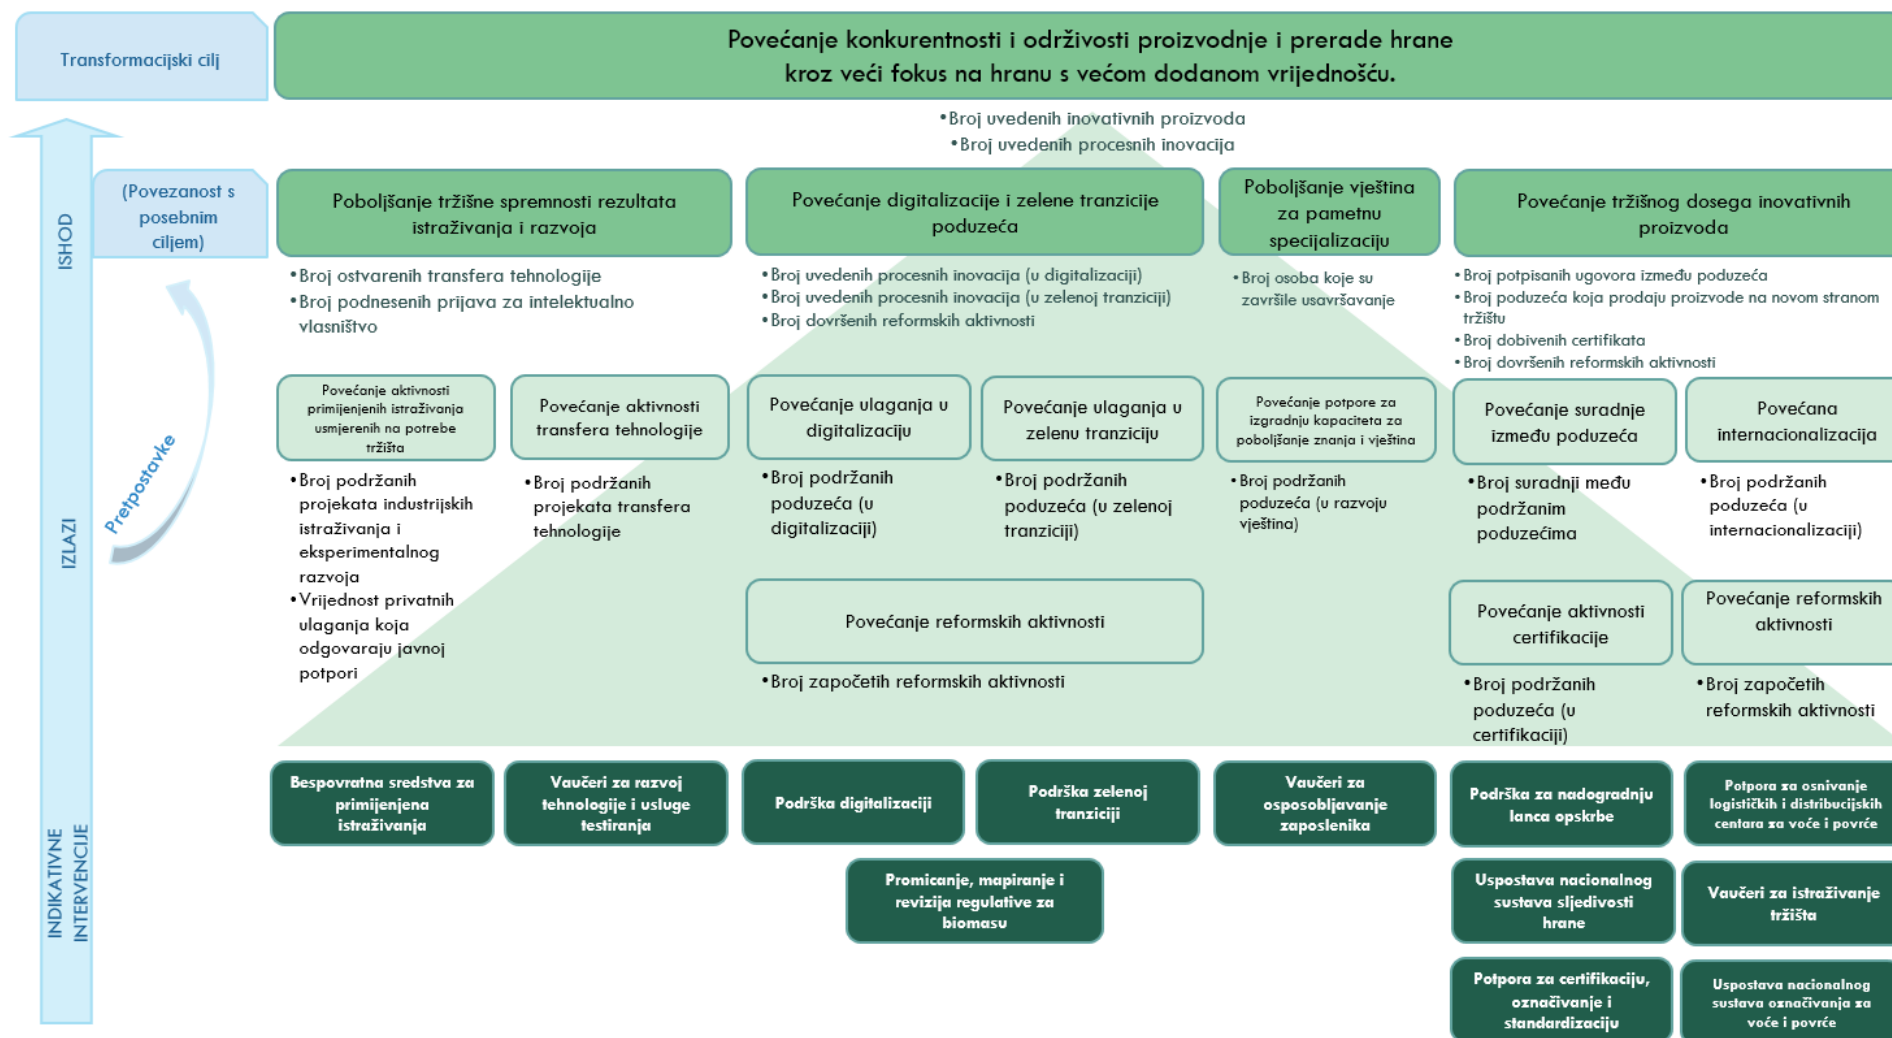 Transformacijski cilj
Povećanje konkurentnosti i održivosti proizvodnje i prerade hrane
kroz veći fokus na hranu s većom dodanom vrijednošću.
•Broj uvedenih inovativnih proizvoda
•Broj uvedenih procesnih inovacija
ISHOD
(Povezanost s
posebnim
ciljem)
Poboljšanje tržišne spremnosti rezultata
istraživanja i razvoja
•Broj ostvarenih transfera tehnologije
•Broj podnesenih prijava za intelektualno
vlasništvo
Povećanje digitalizacije i zelene tranzicije
poduzeća
•Broj uvedenih procesnih inovacija (u digitalizaciji)
•Broj uvedenih procesnih inovacija (u zelenoj tranziciji)
•Broj dovršenih reformskih aktivnosti
Poboljšanje vještina
za pametnu
specijalizaciju
•Broj osoba koje su
završile usavršavanje
Povećanje tržišnog dosega inovativnih
proizvoda
•Broj potpisanih ugovora između poduzeća
•Broj poduzeća koja prodaju proizvode na novom stranom
tržištu
•Broj dobivenih certifikata
•Broj dovršenih reformskih aktivnosti
Pretpostavke
IZLAZI
Povećanje aktivnosti
primijenjenih istraživanja
usmjerenih na potrebe
tržišta
•Broj podržanih
projekata industrijskih
istraživanja i
eksperimentalnog
razvoja
•Vrijednost privatnih
ulaganja koja
odgovaraju javnoj
potpori
Povećanje aktivnosti
transfera tehnologije
•Broj podržanih
projekata transfera
tehnologije
Povećanje ulaganja u
digitalizaciju
•Broj podržanih
poduzeća (u
digitalizaciji)
Povećanje ulaganja u
zelenu tranziciju
•Broj podržanih
poduzeća (u zelenoj
tranziciji)
Povećanje potpore za
izgradnju kapaciteta za
poboljšanje znanja i vještina
•Broj podržanih
poduzeća (u razvoju
vještina)
Povećanje suradnje
između poduzeća
•Broj suradnji među
podržanim
poduzećima
Povećana
internacionalizacija
•Broj podržanih
poduzeća (u
internacionalizaciji)
Povećanje reformskih aktivnosti
•Broj započetih reformskih aktivnosti
Povećanje aktivnosti
certifikacije
•Broj podržanih
poduzeća (u
certifikaciji)
Povećanje reformskih
aktivnosti
•Broj započetih
reformskih aktivnosti
INDIKATIVNE
INTERVENCIJE
Bespovratna sredstva za
primijenjena
istraživanja
Vaučeri za razvoj
tehnologije i usluge
testiranja
Podrška digitalizaciji
Podrška zelenoj
tranziciji
Vaučeri za
osposobljavanje
zaposlenika
Podrška za nadogradnju
lanca opskrbe
Potpora za osnivanje
logističkih i distribucijskih
centara za voće i povrće
Promicanje, mapiranje i
revizija regulative za
biomasu
Uspostava nacionalnog
sustava sljedivosti
hrane
Vaučeri za istraživanje
tržišta
Potpora za certifikaciju,
označivanje i
standardizaciju
Uspostava nacionalnog
sustava označivanja za
voće i povrće